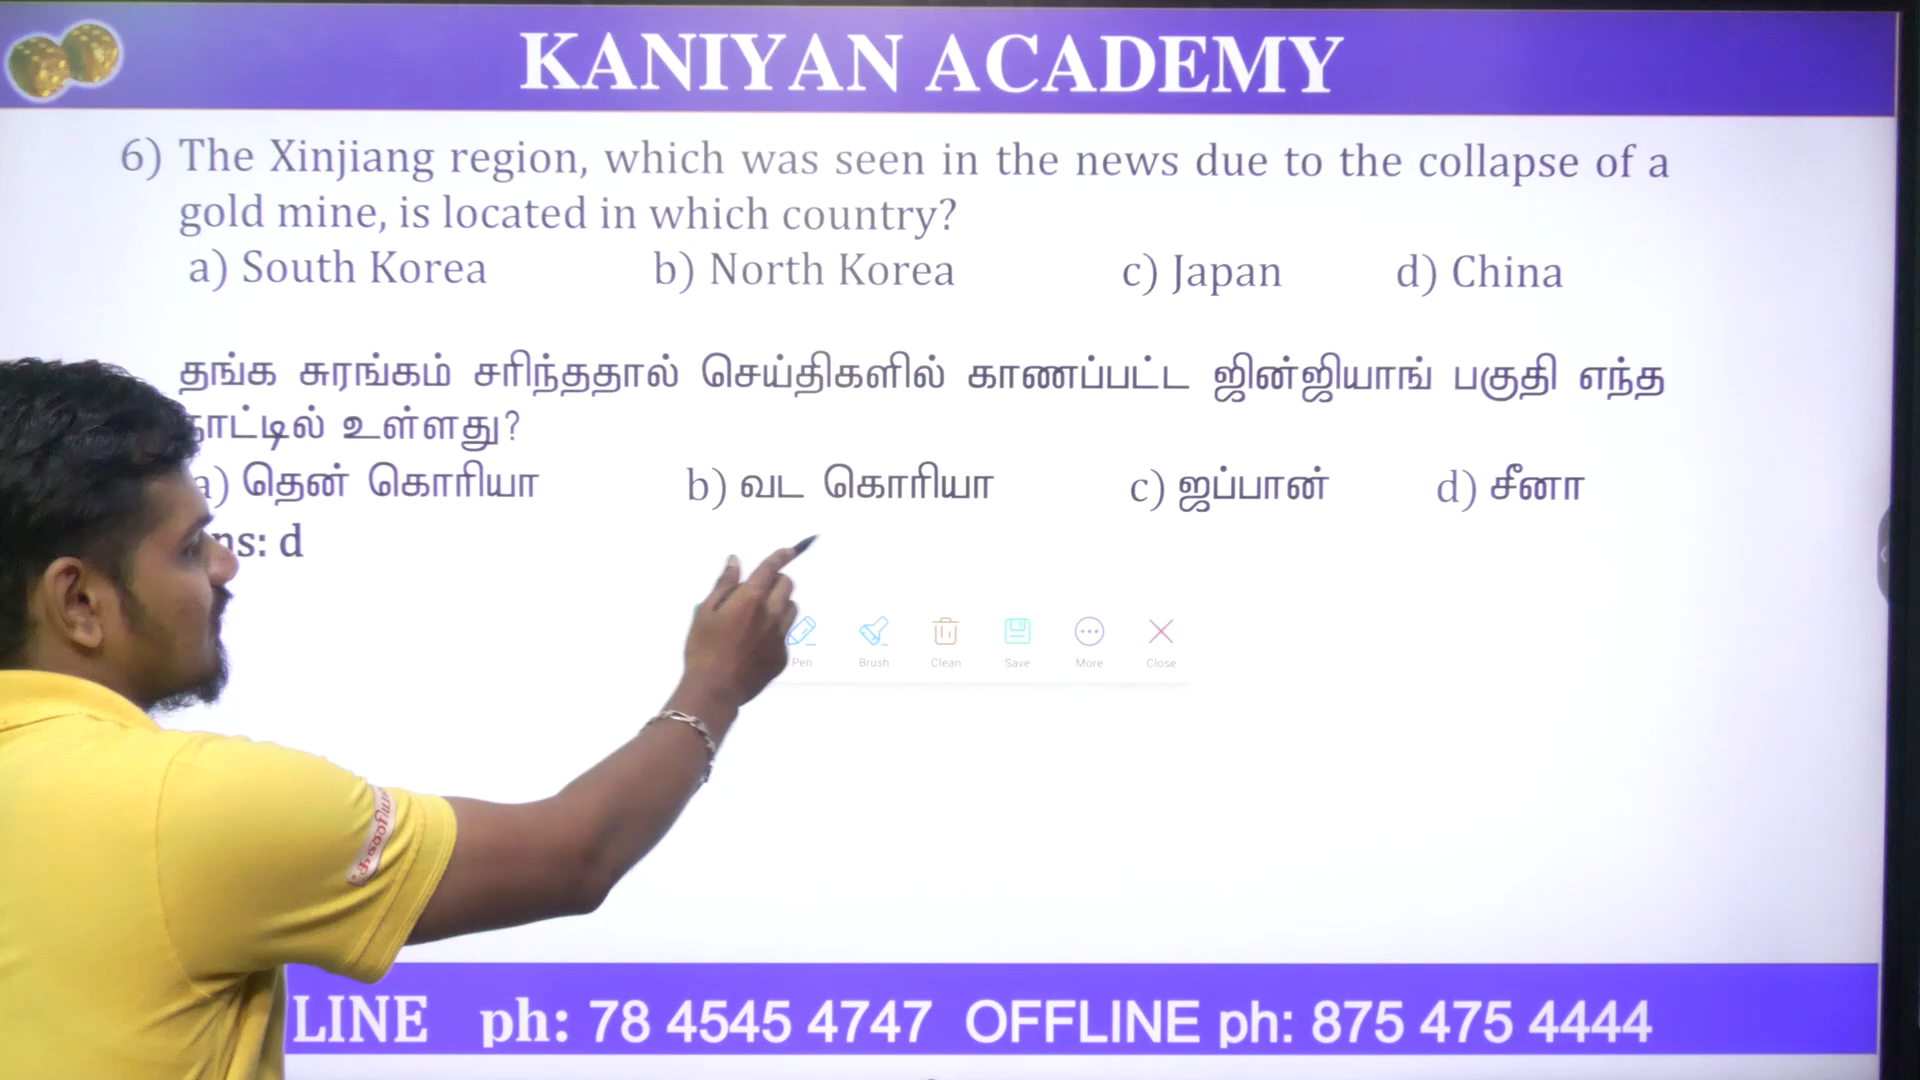 KANIYAN ACADEMY
6) The Xinjiang region, which was seen in the news due to the collapse of a
gold mine, is located in which country?
a) South Korea b) North Korea c) Japan d) China
தங்க சுரங்கம் சரிந்ததால் செய்திகளில் காணப்பட்ட ஜின்ஜியாங் பகுதி எந்த
நாட்டில் உள்ளது?
a) தென் கொரியா b) வட கொரியா c) ஜப்பான் d) சீனா
ns: d
Pen Brush Clean Save More Close
LINE ph: 78 4545 4747 OFFLINE ph: 875 475 4444